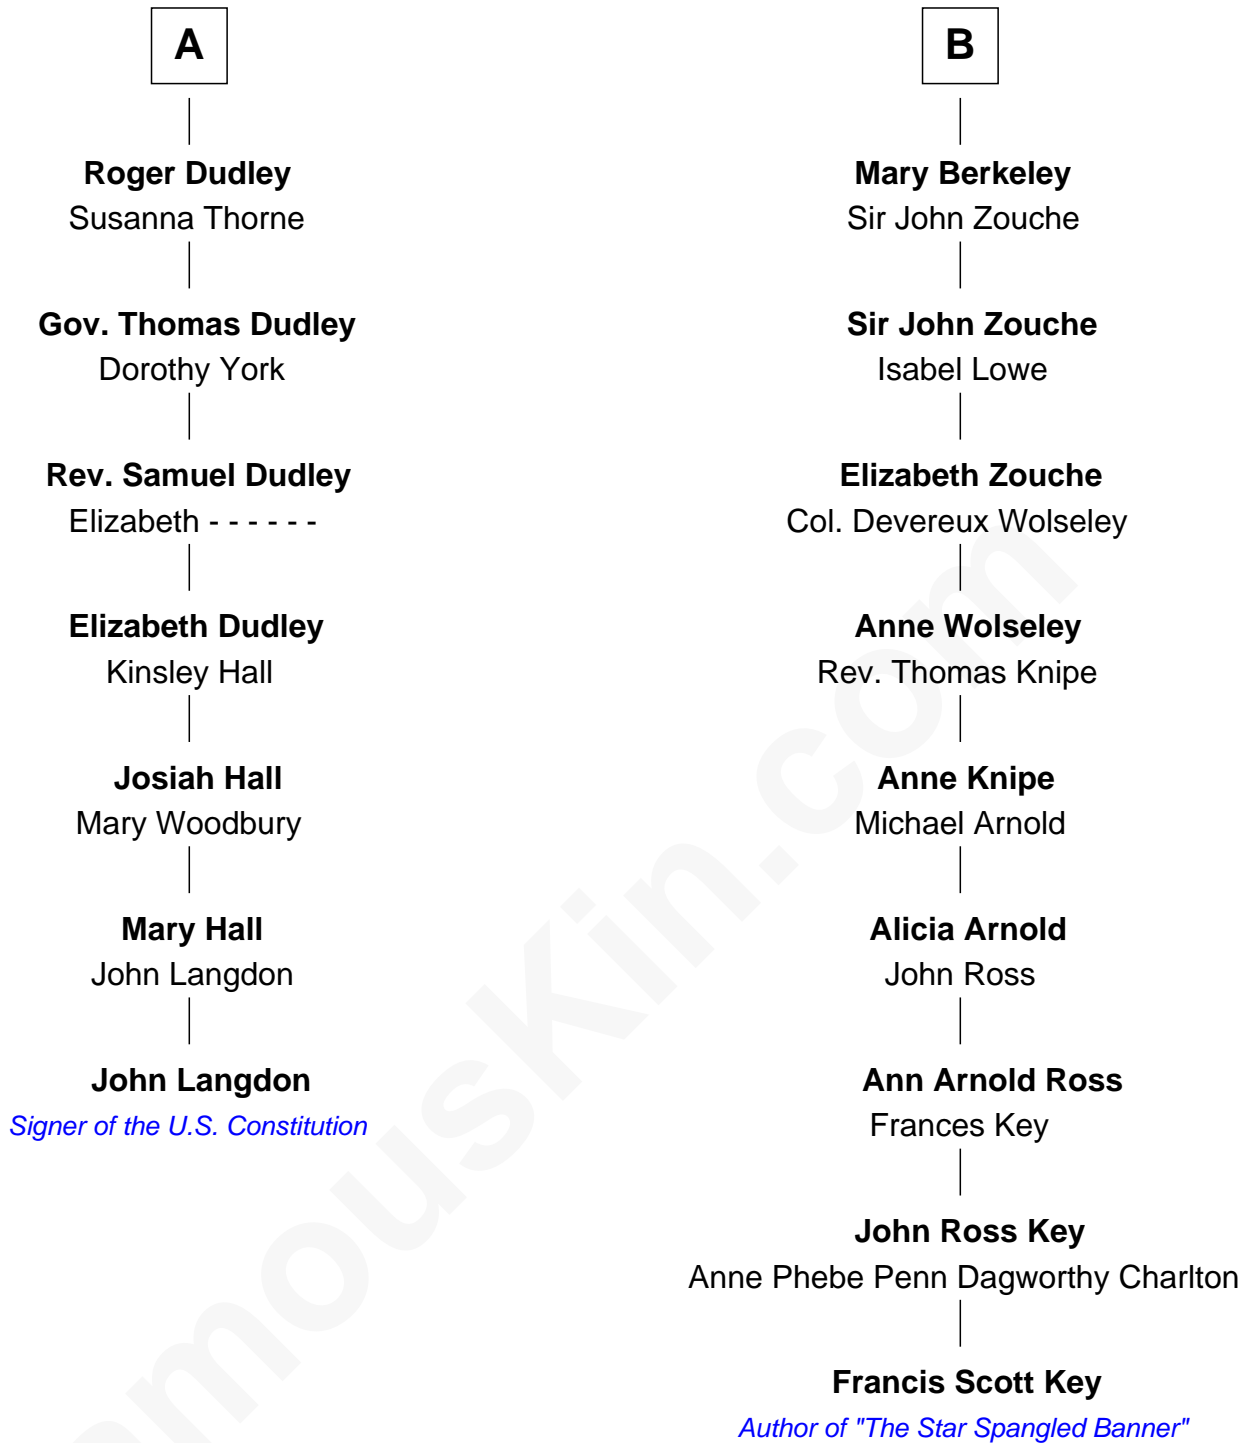 A
Roger Dudley
Susanna Thorne
Gov. Thomas Dudley
Dorothy York
Rev. Samuel Dudley
Elizabeth - - - - - -
Elizabeth Dudley
Kinsley Hall
Josiah Hall
Mary Woodbury
Mary Hall
John Langdon
John Langdon
Signer of the U.S. Constitution
B
Mary Berkeley
Sir John Zouche
Sir John Zouche
Isabel Lowe
Elizabeth Zouche
Col. Devereux Wolseley
Anne Wolseley
Rev. Thomas Knipe
Anne Knipe
Michael Arnold
Alicia Arnold
John Ross
Ann Arnold Ross
Frances Key
John Ross Key
Anne Phebe Penn Dagworthy Charlton
Francis Scott Key
Author of "The Star Spangled Banner"
amousKin.com